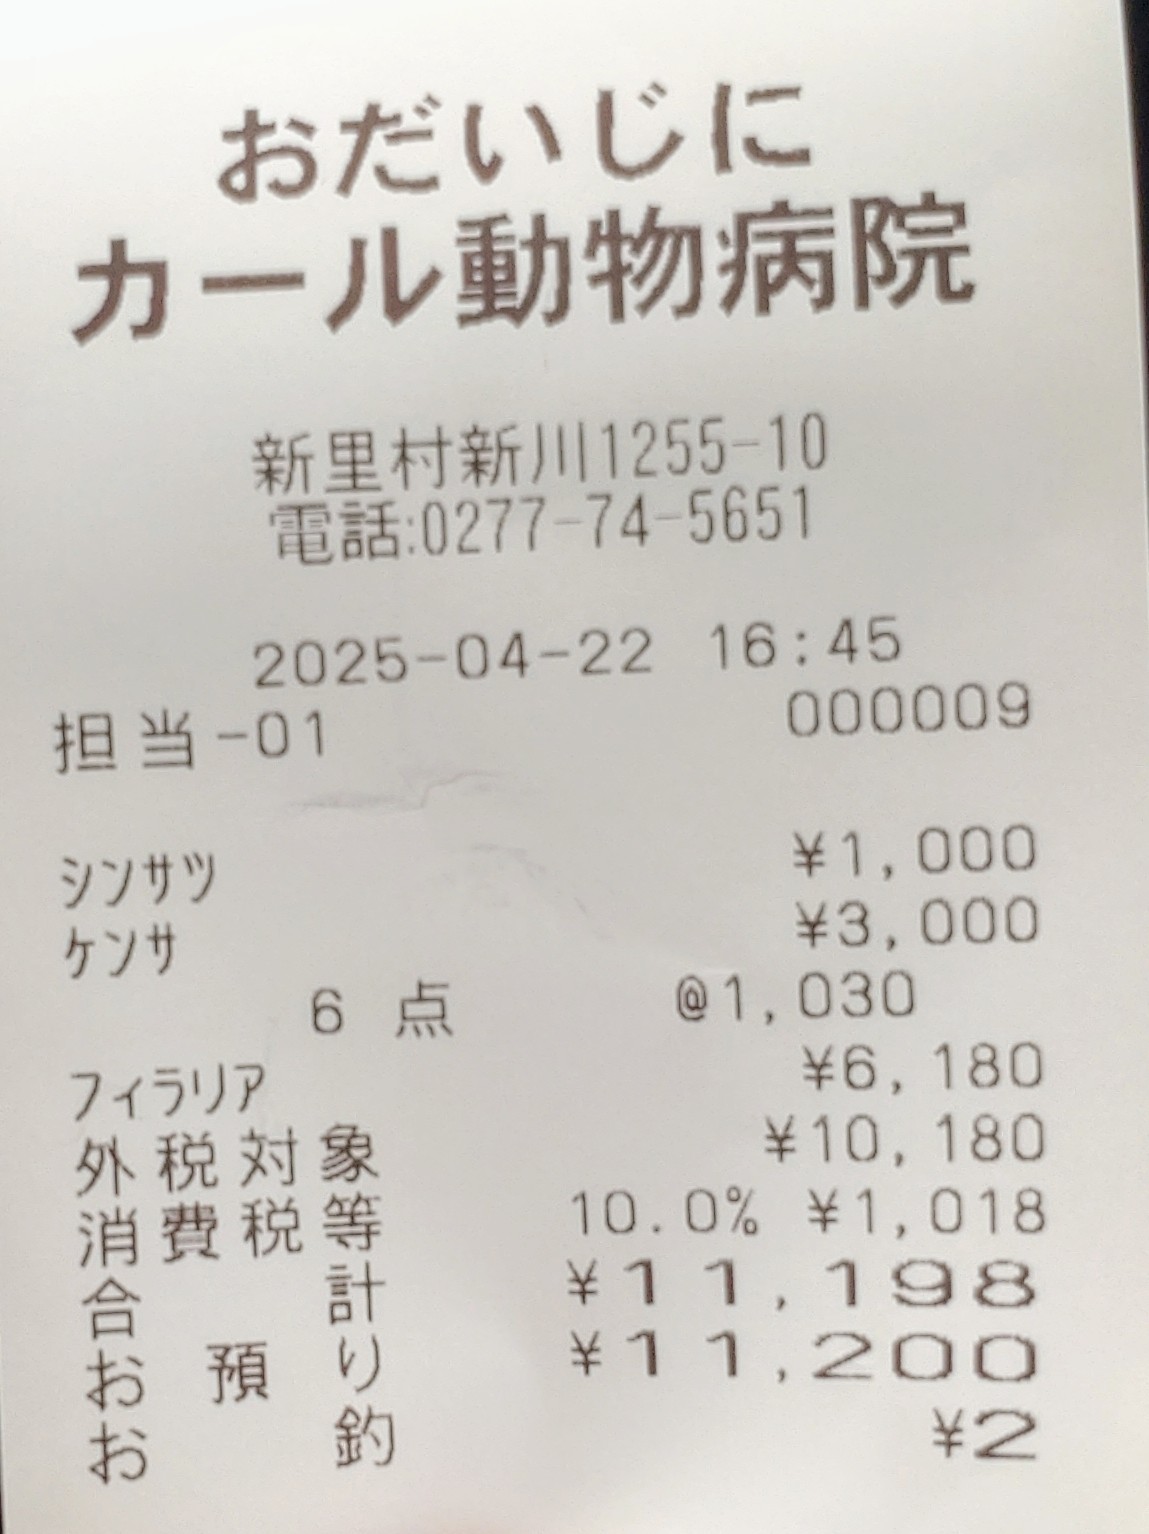 おだいじに
カール動物病院
新里村新川1255-10
電話:0277-74-5651
2025-04-22 16:45
担当-01 000009
シンサツ ¥1,000
ケンサ ¥3,000
6点 @1,030
フィラリア ¥6,180
外税対象 ¥10,180
消費税等 10.0% ¥1,018
合計 ¥11,198
お預り ¥11,200
お釣 ¥2